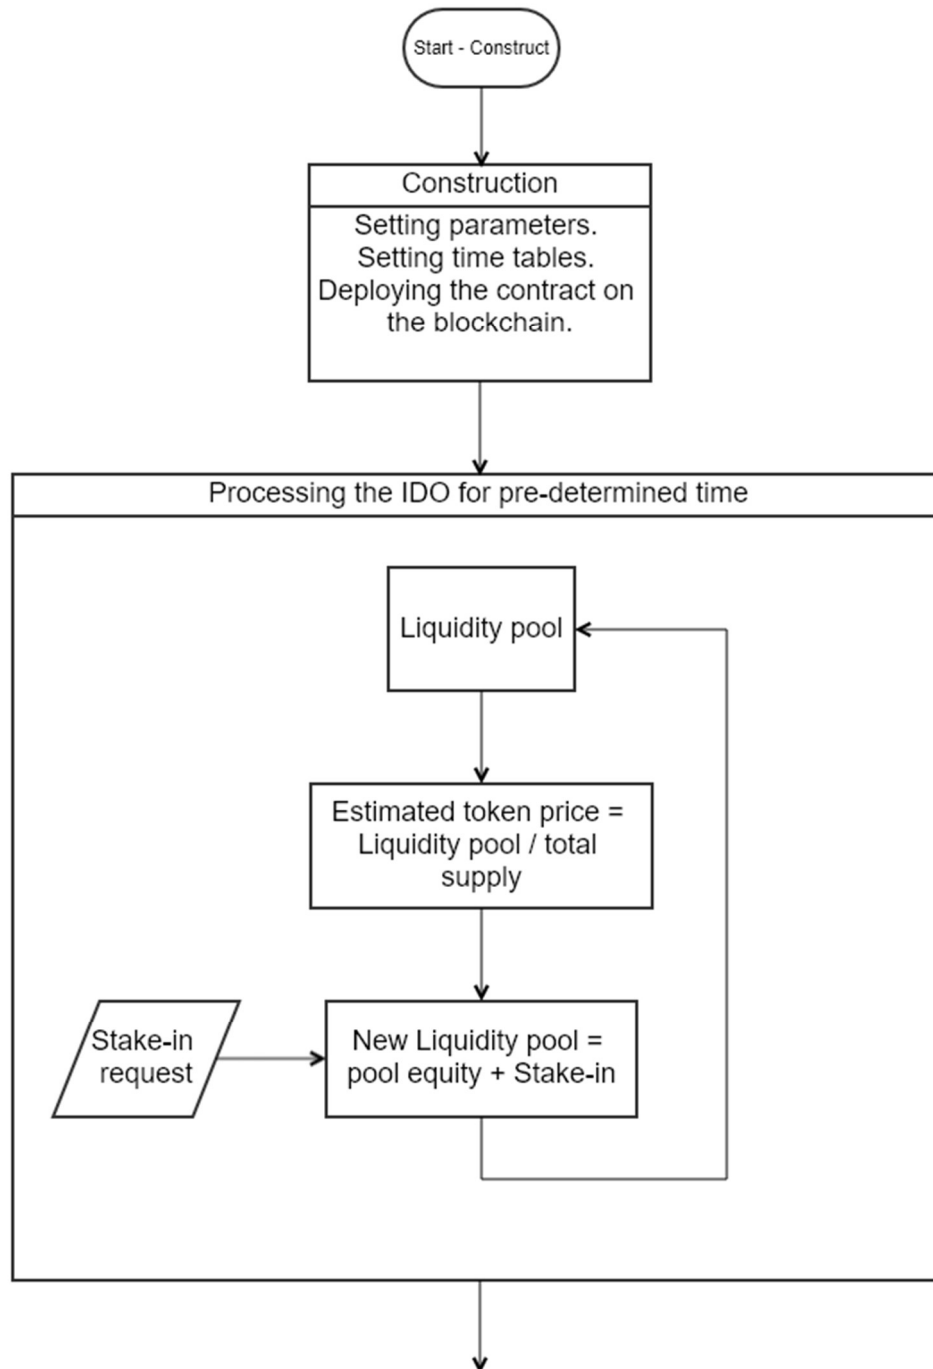 Start - Construct
Construction
Setting parameters.
Setting time tables.
Deploying the contract on
the blockchain.
Processing the IDO for pre-determined time
Liquidity pool
Estimated token price =
Liquidity pool / total
supply
Stake-in
request
New Liquidity pool =
pool equity + Stake-in